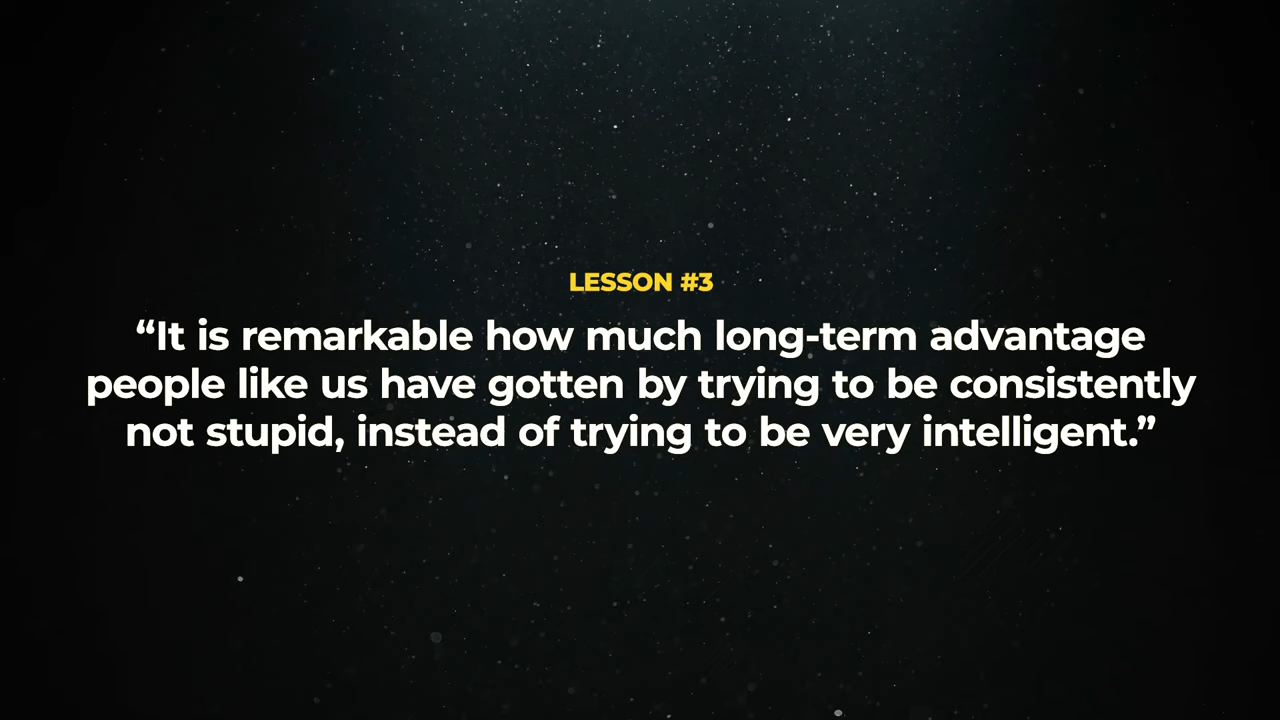 LESSON #3
“It is remarkable how much long-term advantage
people like us have gotten by trying to be consistently
not stupid, instead of trying to be very intelligent.”